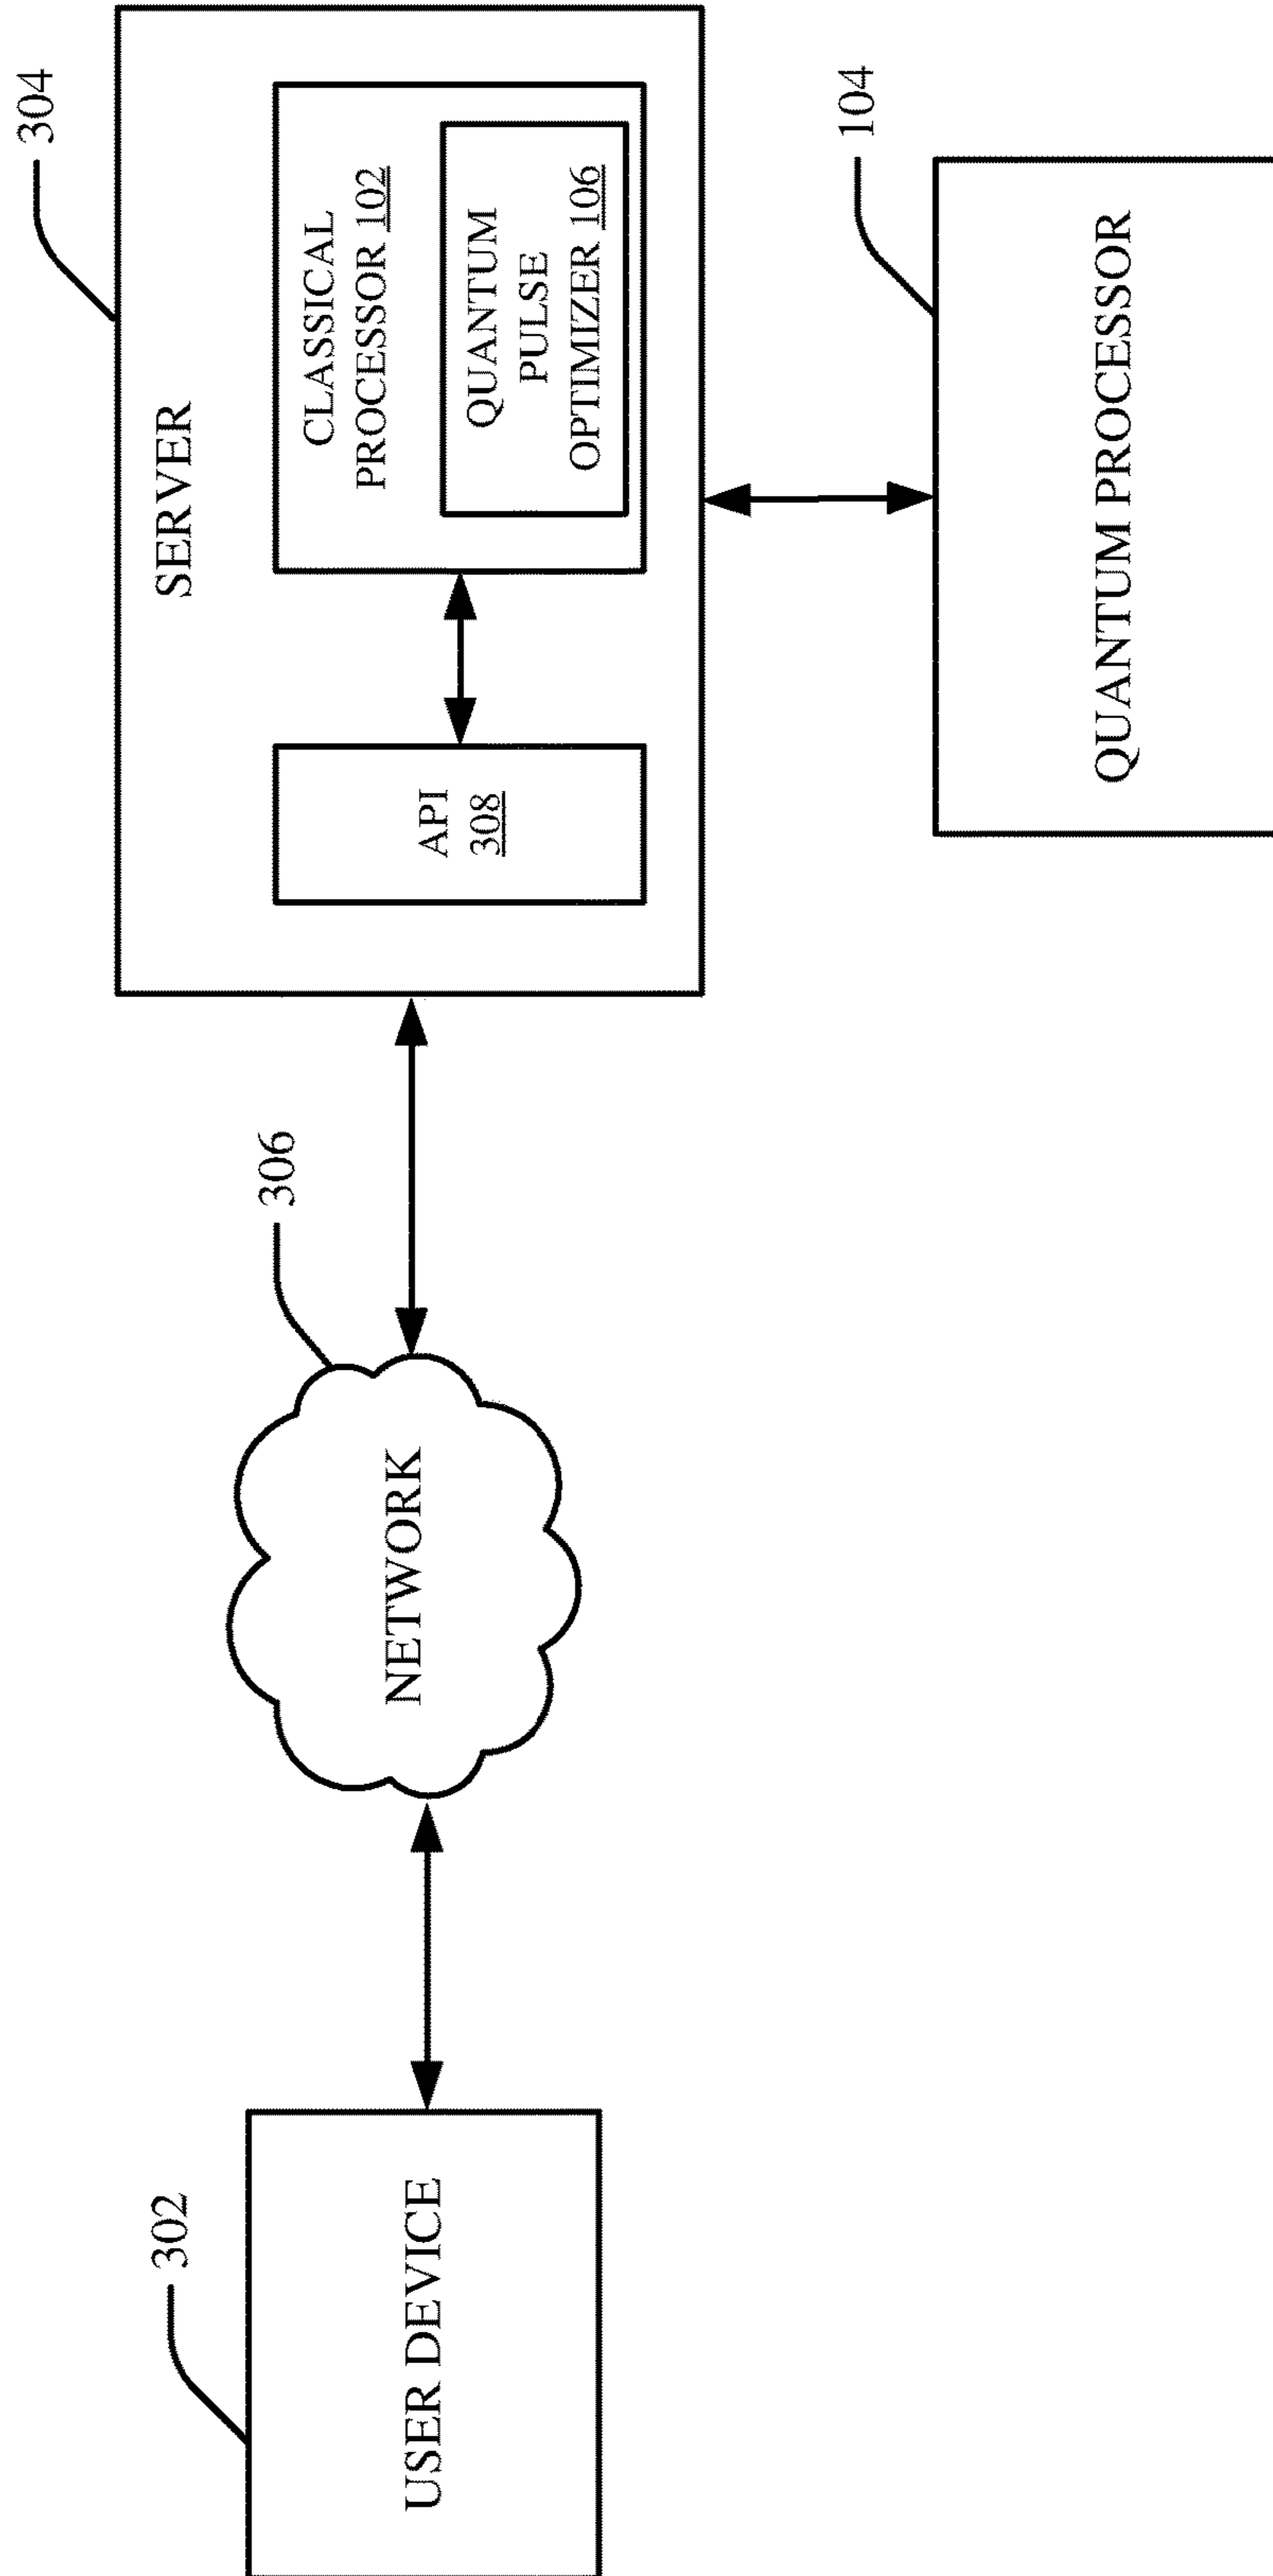 302
USER DEVICE
306
NETWORK
304
SERVER
API
308
CLASSICAL
PROCESSOR 102
QUANTUM
PULSE
OPTIMIZER 106
104
QUANTUM PROCESSOR